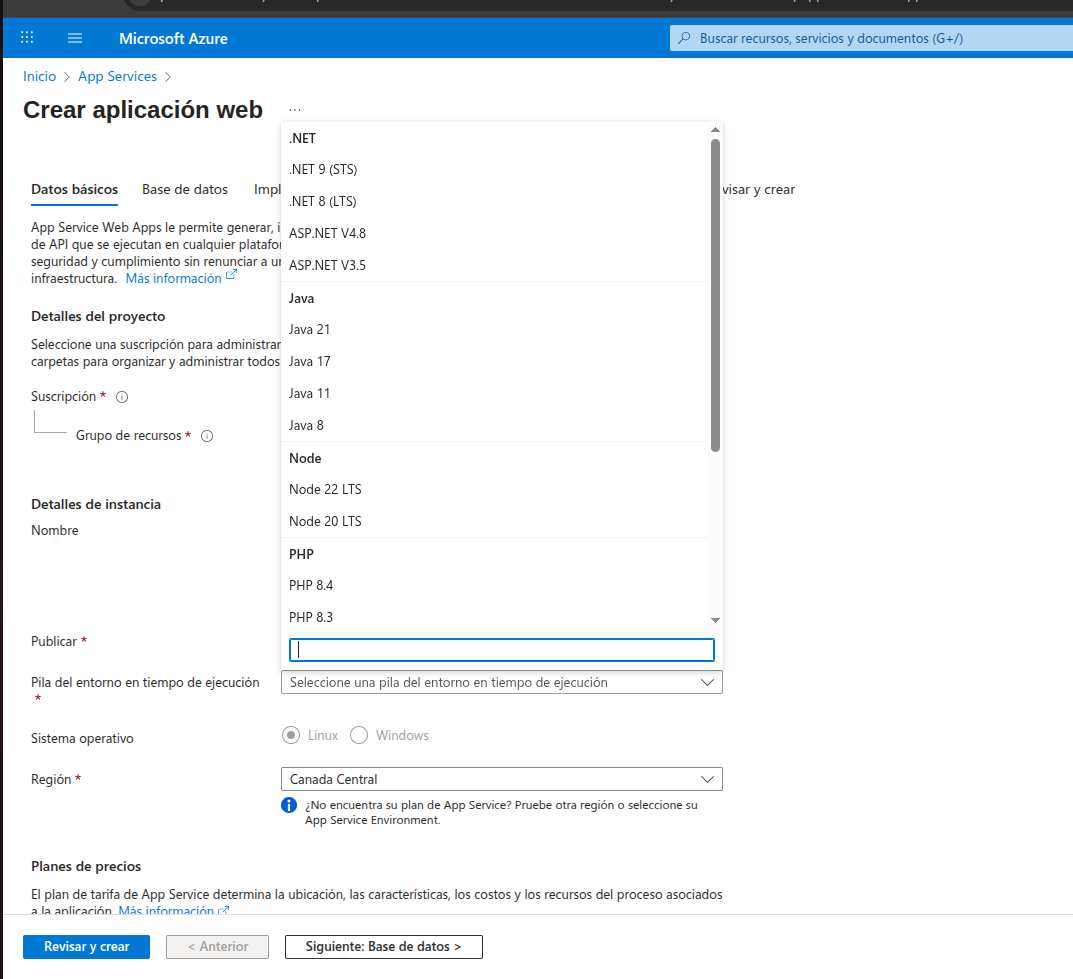 Microsoft Azure
Buscar recursos, servicios y documentos (G+/)
Inicio > App Services >
Crear aplicación web ...
Datos básicos Base de datos Impl visar y crear
App Service Web Apps le permite generar, i
de API que se ejecutan en cualquier platafor
seguridad y cumplimiento sin renunciar a ur
infraestructura. Más información
Detalles del proyecto
Seleccione una suscripción para administrar
carpetas para organizar y administrar todos
Suscripción *
Grupo de recursos *
Detalles de instancia
Nombre
Publicar *
.NET
.NET 9 (STS)
.NET 8 (LTS)
ASP.NET V4.8
ASP.NET V3.5
Java
Java 21
Java 17
Java 11
Java 8
Node
Node 22 LTS
Node 20 LTS
PHP
PHP 8.4
PHP 8.3
Pila del entorno en tiempo de ejecución
*
Seleccione una pila del entorno en tiempo de ejecución
Sistema operativo
Linux Windows
Región *
Canada Central
¿No encuentra su plan de App Service? Pruebe otra región o seleccione su
App Service Environment.
Planes de precios
El plan de tarifa de App Service determina la ubicación, las características, los costos y los recursos del proceso asociados
a la aplicación. Más información
Revisar y crear
< Anterior
Siguiente: Base de datos >